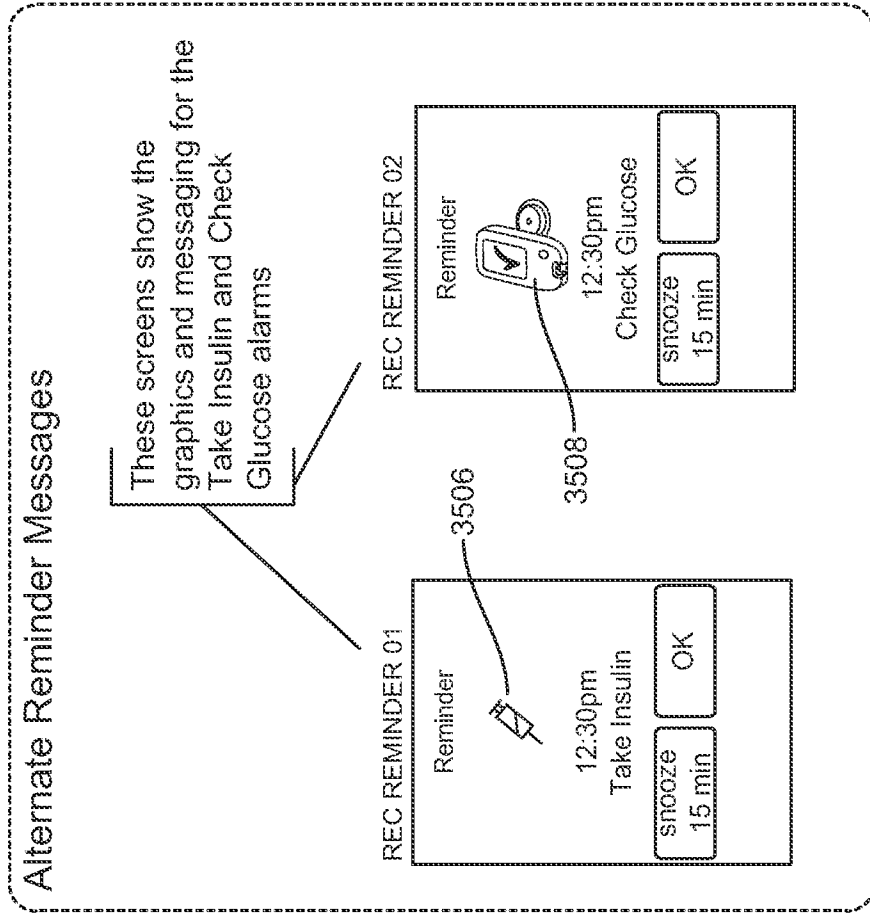 Alternate Reminder Messages
These screens show the
graphics and messaging for the
Take Insulin and Check
Glucose alarms
REC REMINDER 01
Reminder
3506
12:30pm
Take Insulin
snooze
15 min
OK
REC REMINDER 02
Reminder
3508
12:30pm
Check Glucose
snooze
15 min
OK